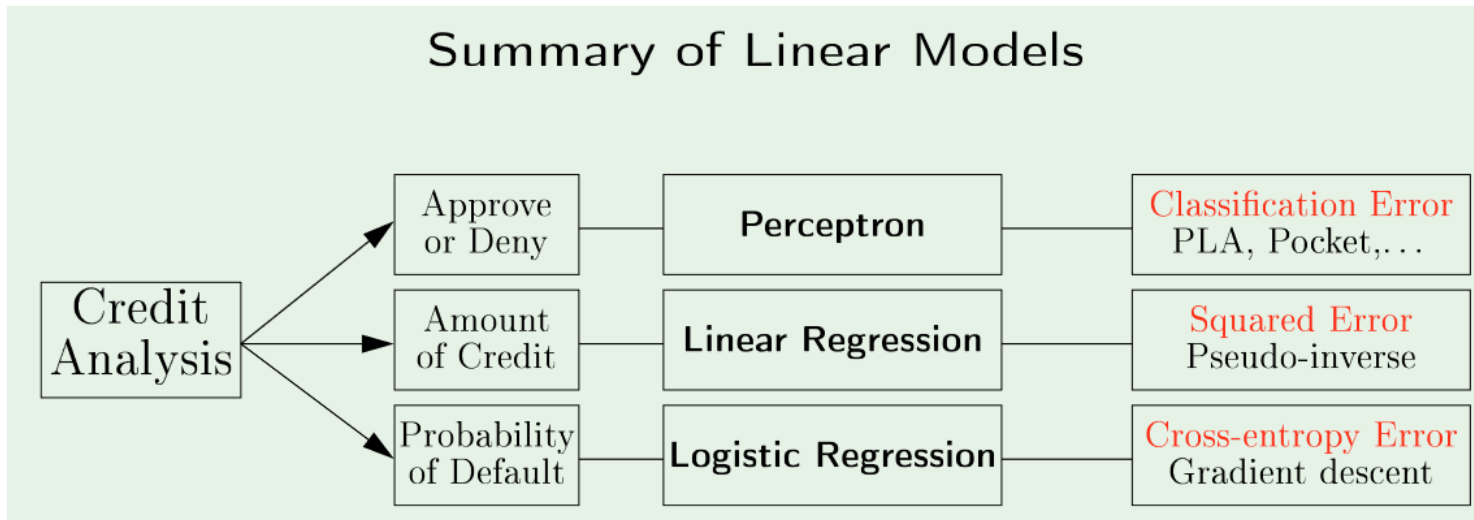 Summary of Linear Models
Credit
Analysis
Approve
or Deny
Perceptron
Classification Error
PLA, Pocket,...
Amount
of Credit
Linear Regression
Squared Error
Pseudo-inverse
Probability
of Default
Logistic Regression
Cross-entropy Error
Gradient descent